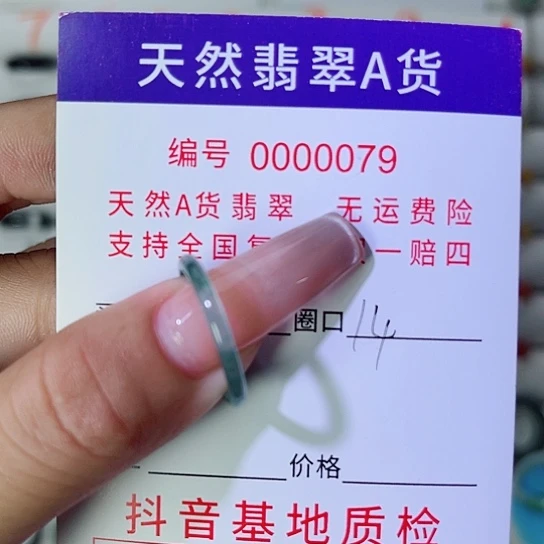 天然翡翠A货
编号 0000079
天然A货翡翠 无运费险
支持全国 一赔四
圈口 14
价格
抖音基地质检